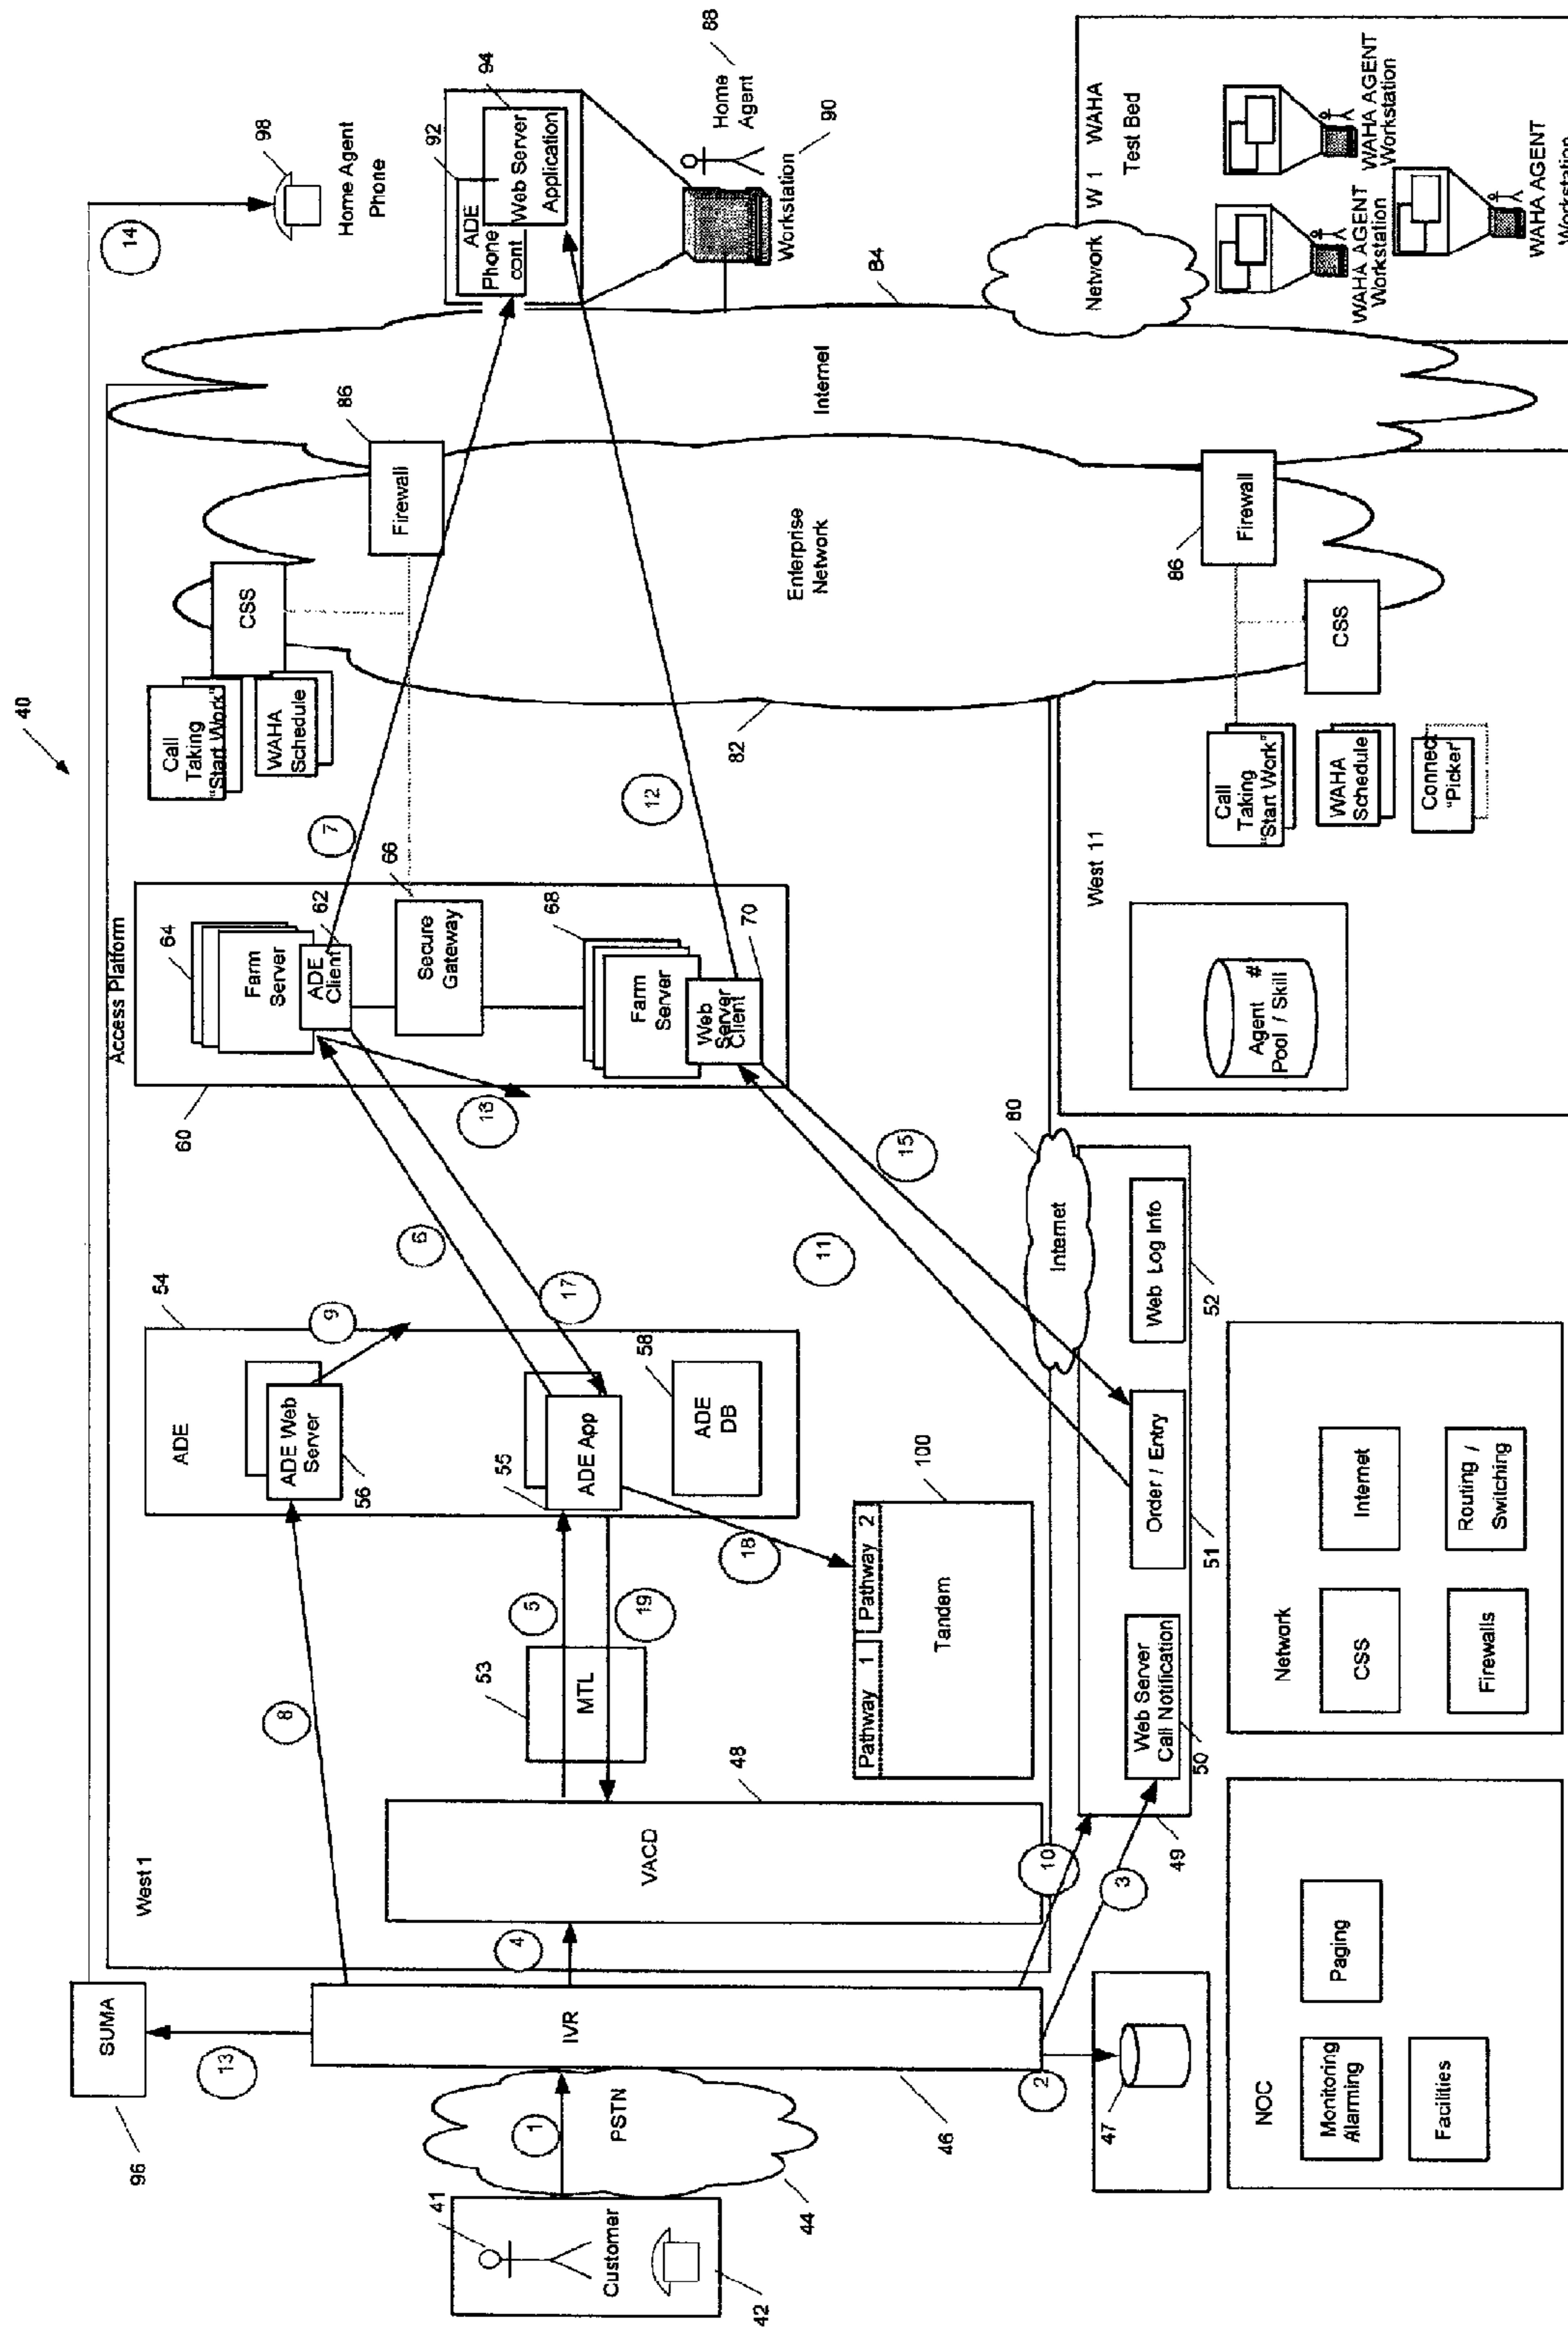 40
SUMA
96
13
14
98
Home Agent
Phone
West 1
Access Platform
ADE
54
ADE Web
Server
56
9
8
55
ADE App
58
ADE
DB
60
64
Farm
Server
62
ADE
Client
66
Secure
Gateway
68
Farm
Server
70
Web
Server
Client
7
12
16
6
17
11
15
Call
Taking
"Start Work"
WAHA
Schedule
CSS
Firewall
86
Enterprise
Network
82
Internet
84
92
94
ADE
Phone
cont
Web Server
Application
88
Home
Agent
Workstation
90
41
Customer
42
1
PSTN
44
IVR
46
4
VACD
48
53
MTL
5
19
18
100
Pathway 1
Pathway 2
Tandem
2
47
3
10
49
Web Server
Call Notification
50
Order / Entry
51
Web Log Info
52
Internet
80
West 11
Agent #
Pool / Skill
Call
Taking
"Start Work"
WAHA
Schedule
Connect
"Picker"
CSS
86
Firewall
Network
W 1 WAHA
Test Bed
WAHA AGENT
Workstation
WAHA AGENT
Workstation
WAHA AGENT
Workstation
NOC
Monitoring
Alarming
Paging
Facilities
Network
CSS
Internet
Firewalls
Routing /
Switching